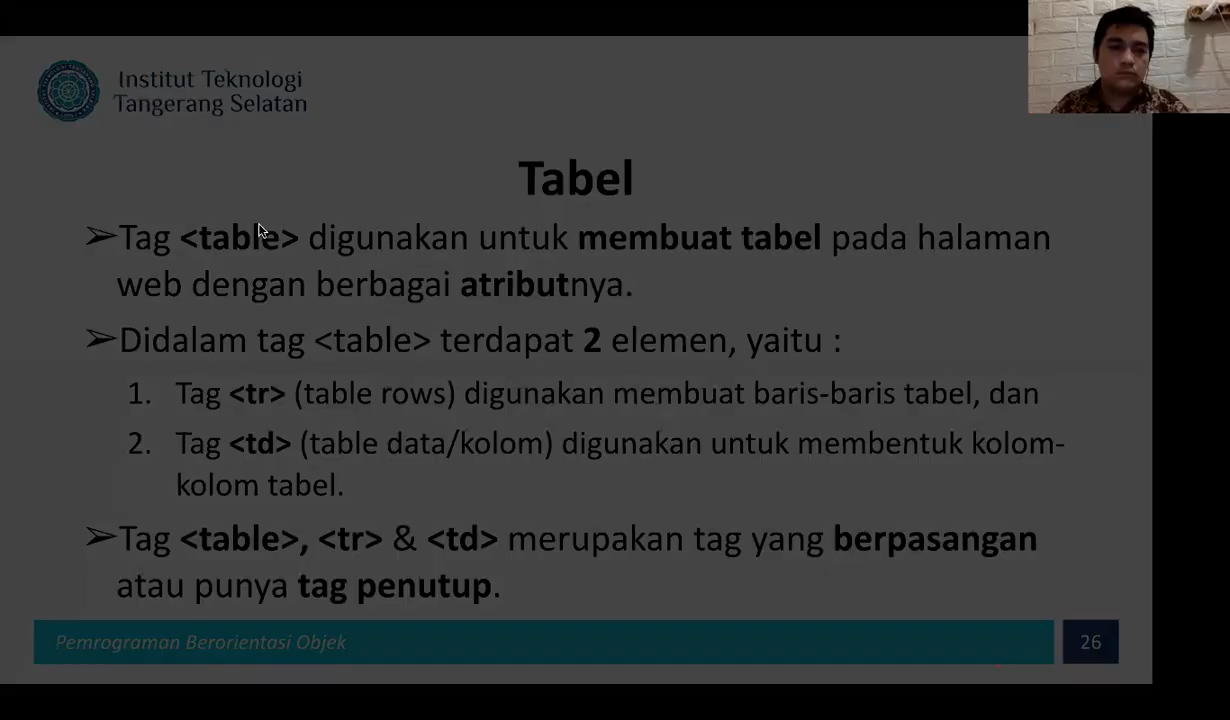 Institut Teknologi
Tangerang Selatan
Tabel
➢Tag <table> digunakan untuk membuat tabel pada halaman
web dengan berbagai atributnya.
➢Didalam tag <table> terdapat 2 elemen, yaitu :
1. Tag <tr> (table rows) digunakan membuat baris-baris tabel, dan
2. Tag <td> (table data/kolom) digunakan untuk membentuk kolom-
kolom tabel.
➢Tag <table>, <tr> & <td> merupakan tag yang berpasangan
atau punya tag penutup.
Pemrograman Berorientasi Objek
26